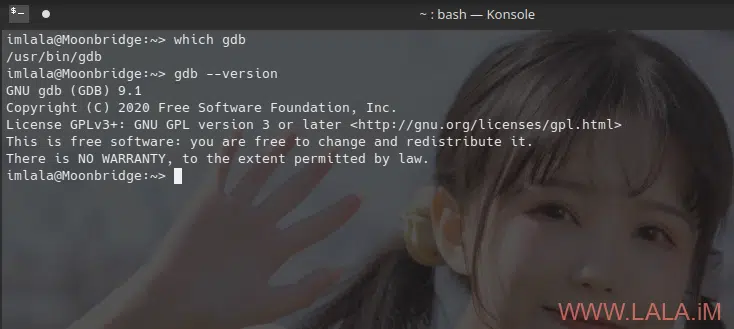 ~ : bash — Konsole
imlala@Moonbridge:~> which gdb
/usr/bin/gdb
imlala@Moonbridge:~> gdb --version
GNU gdb (GDB) 9.1
Copyright (C) 2020 Free Software Foundation, Inc.
License GPLv3+: GNU GPL version 3 or later <http://gnu.org/licenses/gpl.html>
This is free software: you are free to change and redistribute it.
There is NO WARRANTY, to the extent permitted by law.
imlala@Moonbridge:~>
WWW.LALA.iM